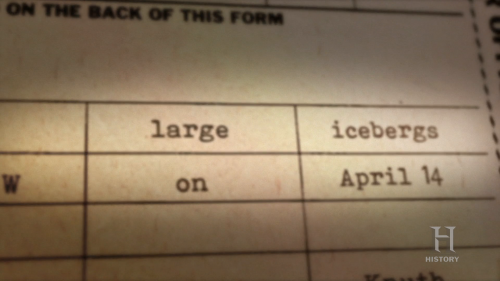 ON THE BACK OF THIS FORM
large icebergs
W on April 14
H
HISTORY